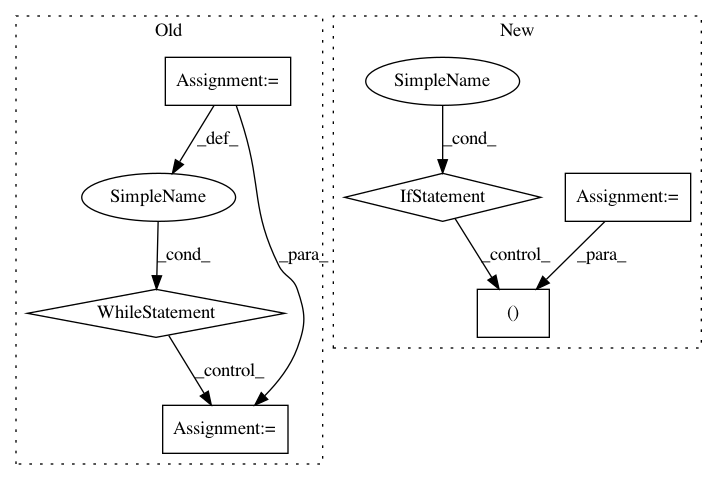 Old
New
Assignment:=
SimpleName
_def_
_cond_
SimpleName
IfStatement
Assignment:=
_cond_
_para_
_control_
_para_
WhileStatement
()
_control_
Assignment:=